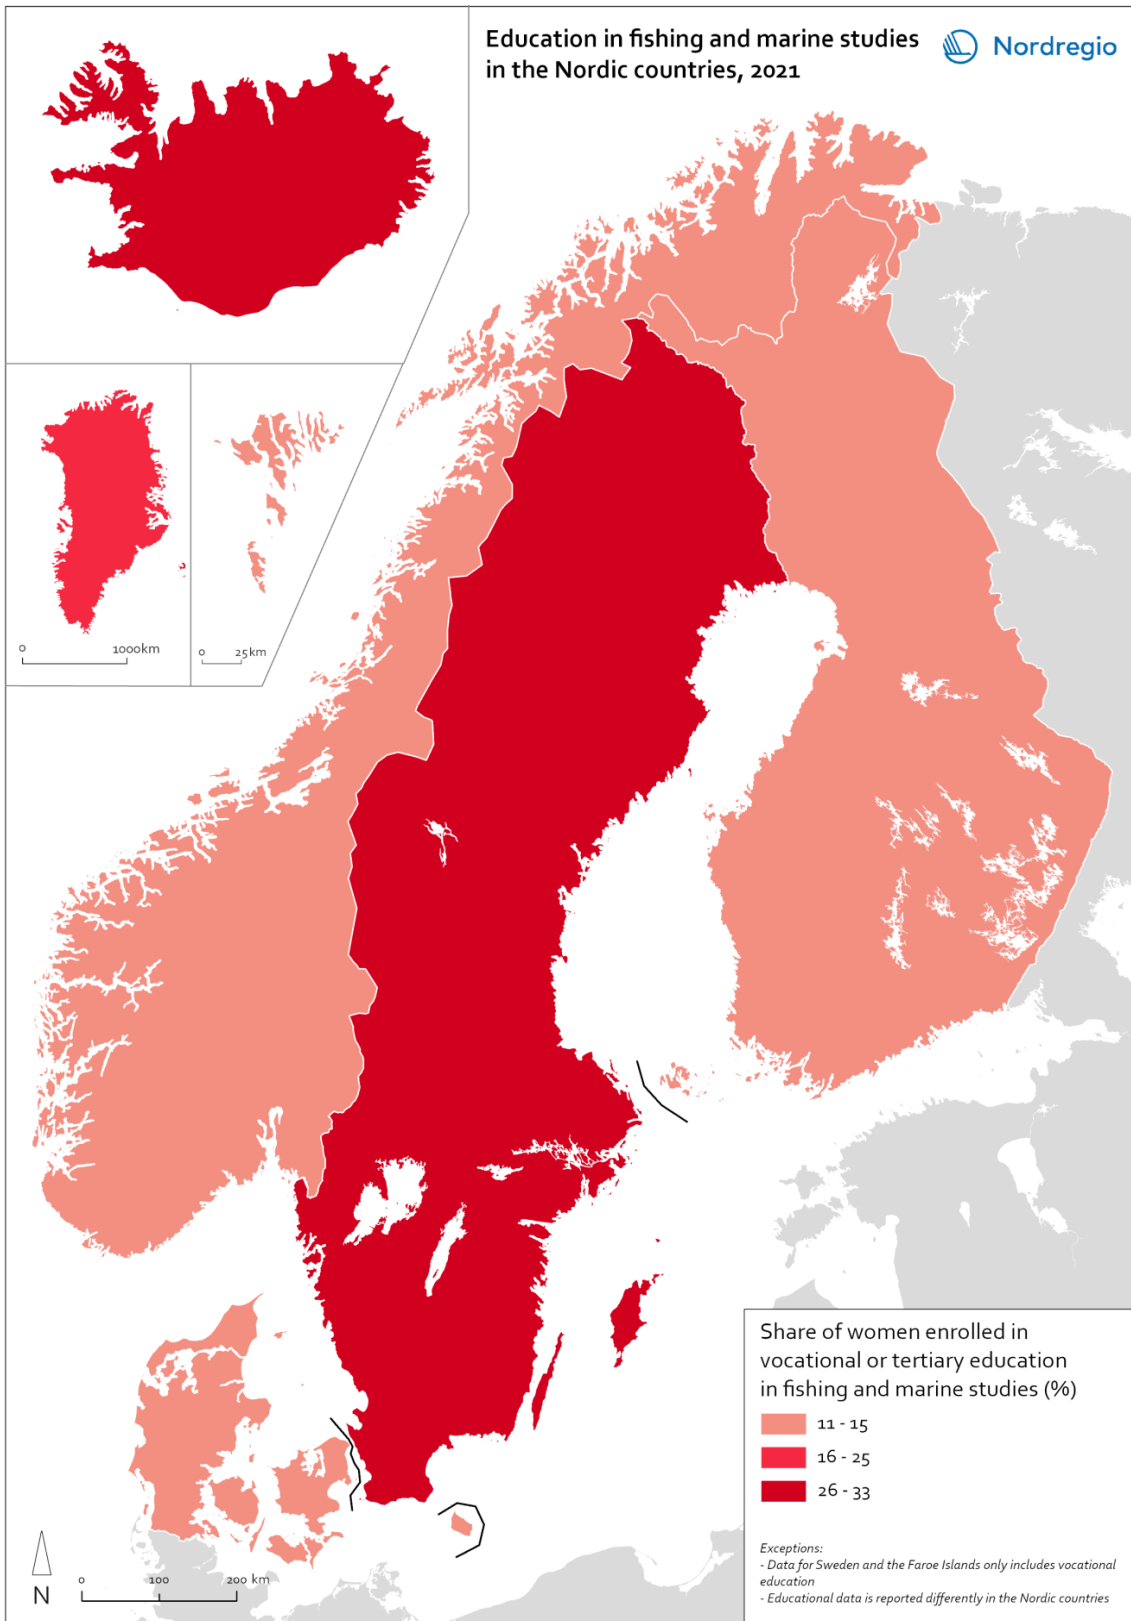 Education in fishing and marine studies
in the Nordic countries, 2021
Nordregio
0 1000km
0 25km
Share of women enrolled in
vocational or tertiary education
in fishing and marine studies (%)
11 - 15
16 - 25
26 - 33
Exceptions:
- Data for Sweden and the Faroe Islands only includes vocational
education
- Educational data is reported differently in the Nordic countries
N
0 100 200 km